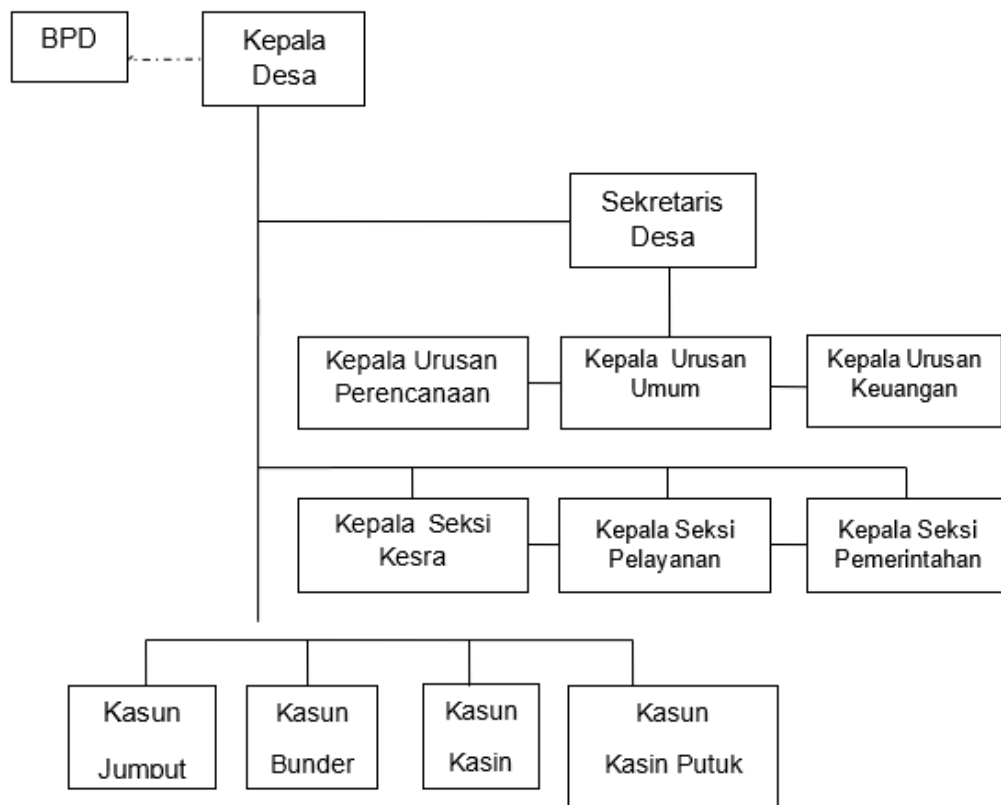 BPD
Kepala
Desa
Sekretaris
Desa
Kepala Urusan
Perencanaan
Kepala Urusan
Umum
Kepala Urusan
Keuangan
Kepala Seksi
Kesra
Kepala Seksi
Pelayanan
Kepala Seksi
Pemerintahan
Kasun
Jumput
Kasun
Bunder
Kasun
Kasin
Kasun
Kasin Putuk